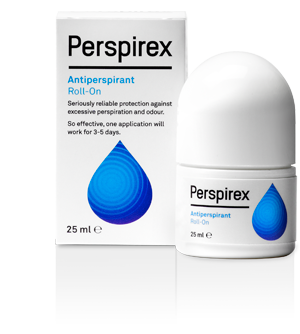 Perspirex
Antiperspirant
Roll-On
Seriously reliable protection against
excessive perspiration and odour.
So effective, one application will
work for 3-5 days.
25 ml ℮
Perspirex
Antiperspirant
Roll-On
25 ml ℮